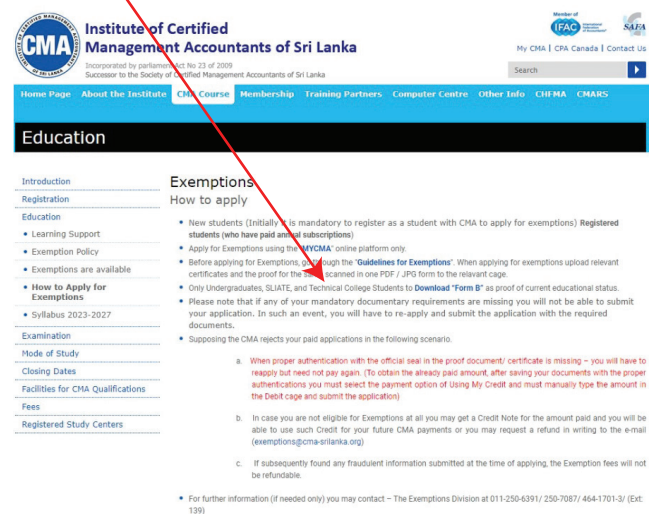 Institute of Certified
Management Accountants of Sri Lanka
Incorporated by parliament Act No 23 of 2009
Successor to the Society of Certified Management Accountants of Sri Lanka
CMA
Member of
IFAC
SAFA
My CMA | CPA Canada | Contact Us
Search
Home Page About the Institute CMA Course Membership Training Partners Computer Centre Other Info CHFMA CMARS
Education
Introduction
Registration
Education
• Learning Support
• Exemption Policy
• Exemptions are available
• How to Apply for
Exemptions
• Syllabus 2023-2027
Examination
Mode of Study
Closing Dates
Facilities for CMA Qualifications
Fees
Registered Study Centers
Exemptions
How to apply
• New students (Initially it is mandatory to register as a student with CMA to apply for exemptions) Registered
students (who have paid annual subscriptions)
• Apply for Exemptions using the "MYCMA" online platform only.
• Before applying for Exemptions, go through the "Guidelines for Exemptions". When applying for exemptions upload relevant
certificates and the proof for the scanned in one PDF / JPG form to the relavant cage.
• Only Undergraduates, SLIATE, and Technical College Students to Download "Form B" as proof of current educational status.
• Please note that if any of your mandatory documentary requirements are missing you will not be able to submit
your application. In such an event, you will have to re-apply and submit the application with the required
documents.
• Supposing the CMA rejects your paid applications in the following scenario.
a. When proper authentication with the official seal in the proof document/ certificate is missing – you will have to
reapply but need not pay again. (To obtain the already paid amount, after saving your documents with the proper
authentications you must select the payment option of Using My Credit and must manually type the amount in
the Debit cage and submit the application)
b. In case you are not eligible for Exemptions at all you may get a Credit Note for the amount paid and you will be
able to use such Credit for your future CMA payments or you may request a refund in writing to the e-mail
(exemptions@cma-srilanka.org)
c. If subsequently found any fraudulent information submitted at the time of applying, the Exemption fees will not
be refundable.
• For further information (if needed only) you may contact – The Exemptions Division at 011-250-6391/ 250-7087/ 464-1701-3/ (Ext:
139)